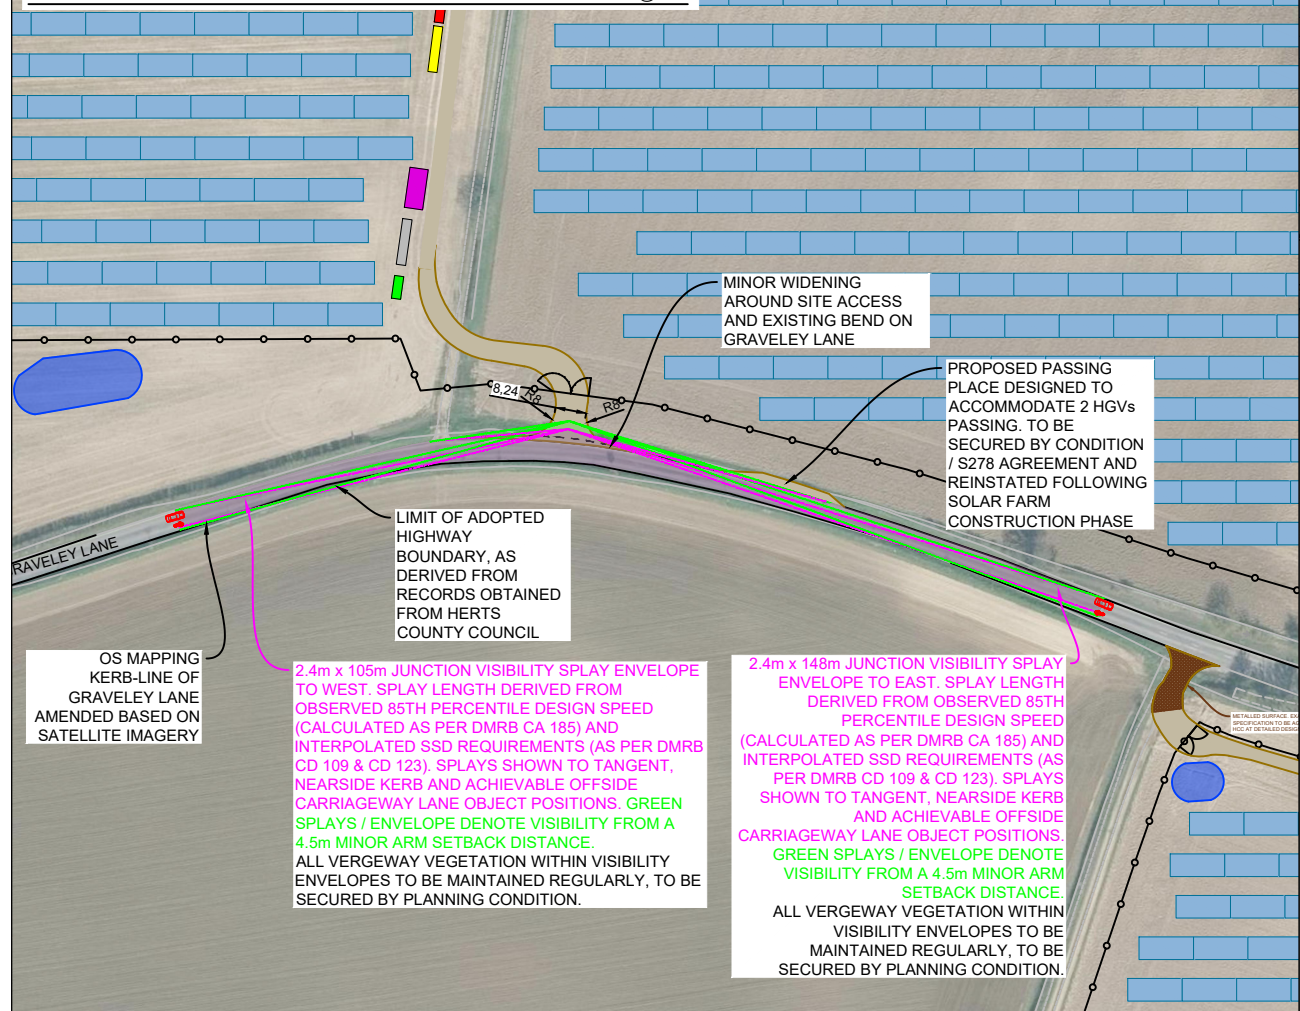 MINOR WIDENING
AROUND SITE ACCESS
AND EXISTING BEND ON
GRAVELEY LANE
PROPOSED PASSING
PLACE DESIGNED TO
ACCOMMODATE 2 HGVs
PASSING. TO BE
SECURED BY CONDITION
/ S278 AGREEMENT AND
REINSTATED FOLLOWING
SOLAR FARM
CONSTRUCTION PHASE
8.24
R8
R8
LIMIT OF ADOPTED
HIGHWAY
BOUNDARY, AS
DERIVED FROM
RECORDS OBTAINED
FROM HERTS
COUNTY COUNCIL
RAVELEY LANE
OS MAPPING
KERB-LINE OF
GRAVELEY LANE
AMENDED BASED ON
SATELLITE IMAGERY
2.4m x 105m JUNCTION VISIBILITY SPLAY ENVELOPE
TO WEST. SPLAY LENGTH DERIVED FROM
OBSERVED 85TH PERCENTILE DESIGN SPEED
(CALCULATED AS PER DMRB CA 185) AND
INTERPOLATED SSD REQUIREMENTS (AS PER DMRB
CD 109 & CD 123). SPLAYS SHOWN TO TANGENT,
NEARSIDE KERB AND ACHIEVABLE OFFSIDE
CARRIAGEWAY LANE OBJECT POSITIONS. GREEN
SPLAYS / ENVELOPE DENOTE VISIBILITY FROM A
4.5m MINOR ARM SETBACK DISTANCE.
ALL VERGEWAY VEGETATION WITHIN VISIBILITY
ENVELOPES TO BE MAINTAINED REGULARLY, TO BE
SECURED BY PLANNING CONDITION.
2.4m x 148m JUNCTION VISIBILITY SPLAY
ENVELOPE TO EAST. SPLAY LENGTH
DERIVED FROM OBSERVED 85TH
PERCENTILE DESIGN SPEED
(CALCULATED AS PER DMRB CA 185) AND
INTERPOLATED SSD REQUIREMENTS (AS
PER DMRB CD 109 & CD 123). SPLAYS
SHOWN TO TANGENT, NEARSIDE KERB
AND ACHIEVABLE OFFSIDE
CARRIAGEWAY LANE OBJECT POSITIONS.
GREEN SPLAYS / ENVELOPE DENOTE
VISIBILITY FROM A 4.5m MINOR ARM
SETBACK DISTANCE.
ALL VERGEWAY VEGETATION WITHIN
VISIBILITY ENVELOPES TO BE
MAINTAINED REGULARLY, TO BE
SECURED BY PLANNING CONDITION.
METALLED SURFACE. EX
SPECIFICATION TO BE AG
HCC AT DETAILED DESIG